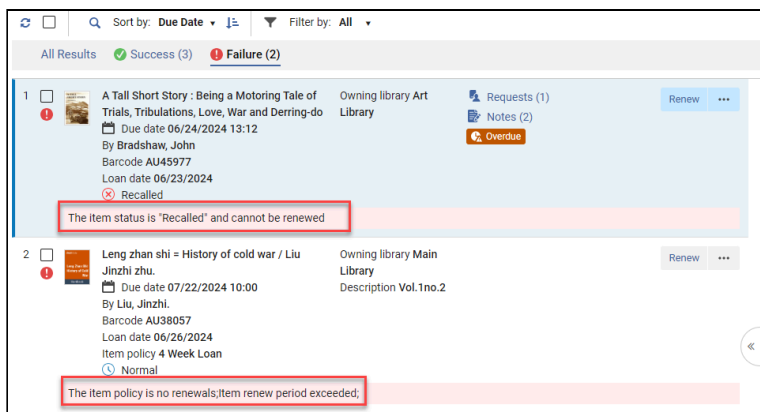 Sort by: Due Date Filter by: All
All Results Success (3) Failure (2)
1 A Tall Short Story : Being a Motoring Tale of Owning library Art Requests (1) Renew ...
Trials, Tribulations, Love, War and Derring-do Library Notes (2)
Due date 06/24/2024 13:12 Overdue
By Bradshaw, John
Barcode AU45977
Loan date 06/23/2024
Recalled
The item status is "Recalled" and cannot be renewed
2 Leng zhan shi = History of cold war / Liu Owning library Main Renew ...
Jinzhi zhu. Library
Due date 07/22/2024 10:00 Description Vol.1no.2
By Liu, Jinzhi.
Barcode AU38057
Loan date 06/26/2024
Item policy 4 Week Loan
Normal
The item policy is no renewals;Item renew period exceeded;